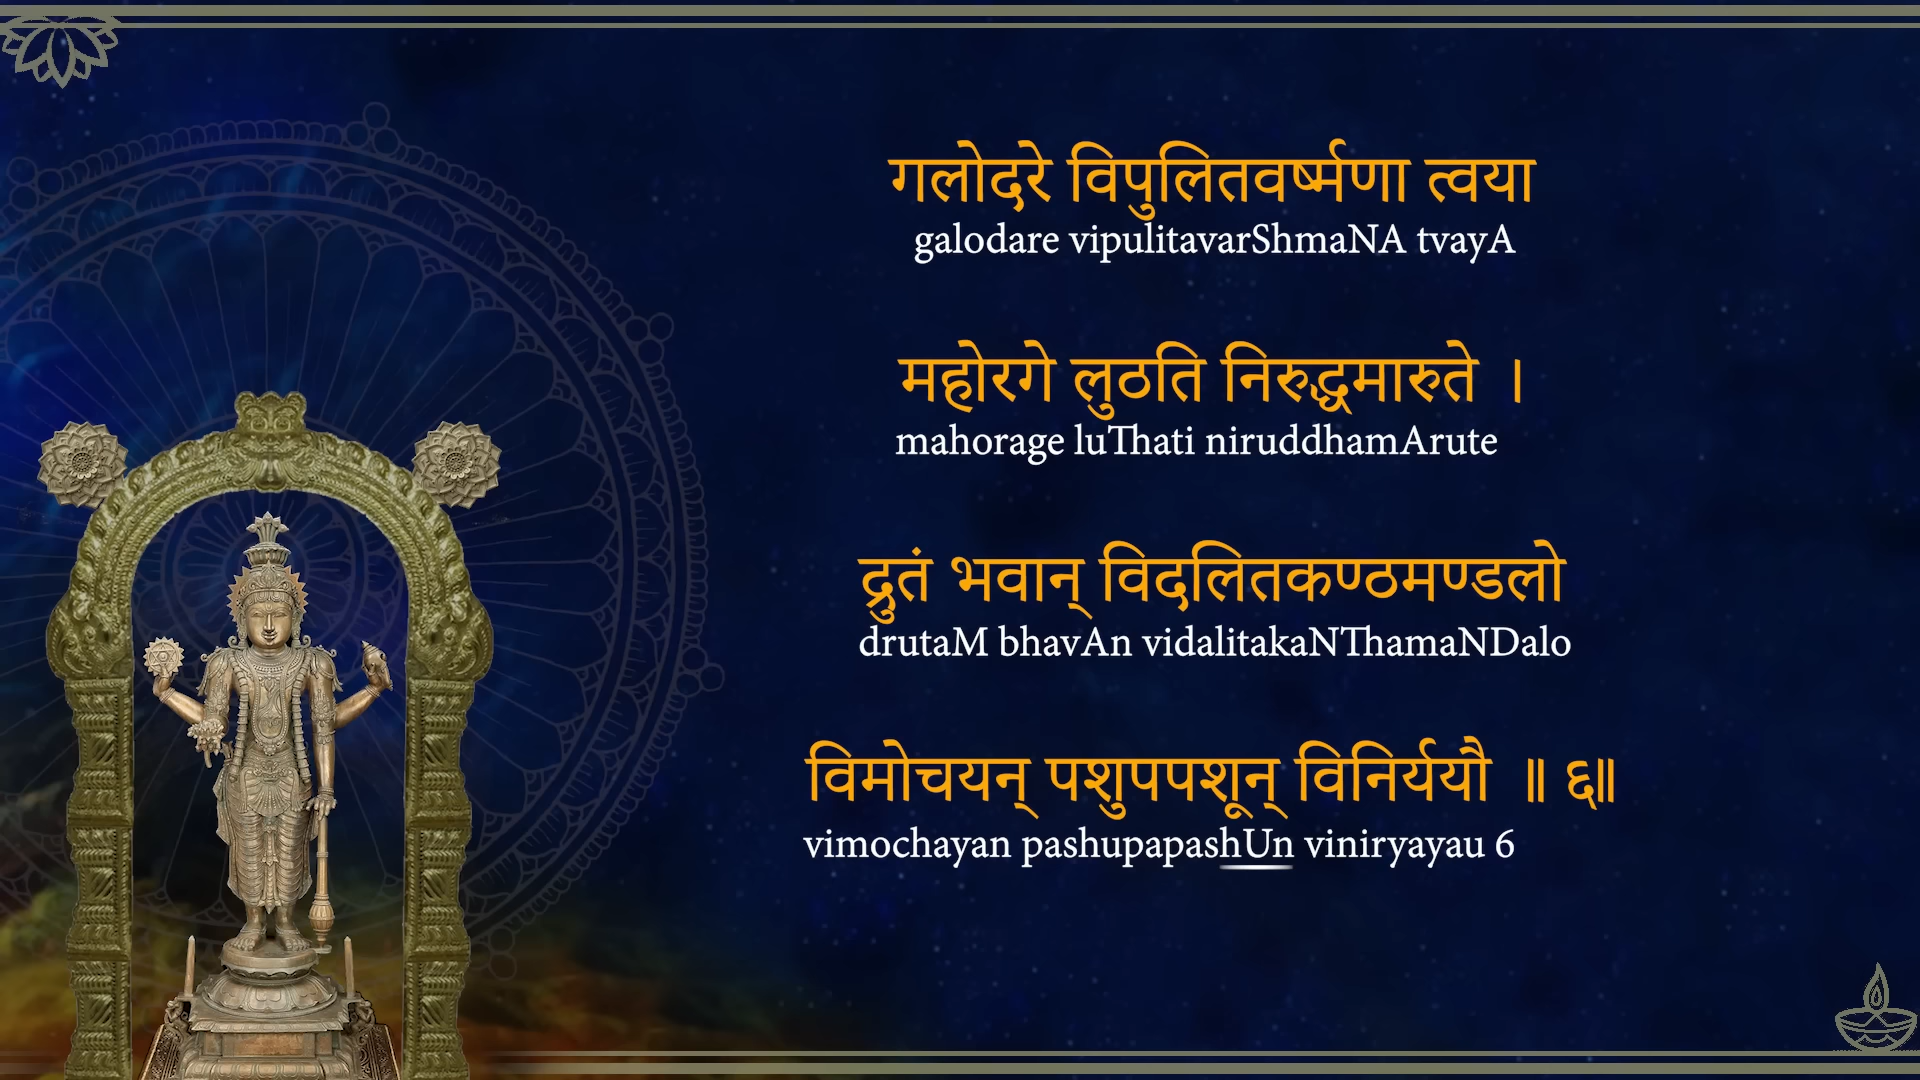 गलोदरे विपुलितवर्ष्मणा त्वया
galodare vipulitavarShmaNA tvayA
महोरगे लुठति निरुद्धमारुते ।
mahorage luThati niruddhamArute
द्रुतं भवान् विदलितकण्ठमण्डलो
drutaM bhavAn vidalitakaNThamaNDalo
विमोचयन् पशुपपशून् विनिर्ययौ ॥ ६॥
vimochayan pashupapashUn viniryayau 6